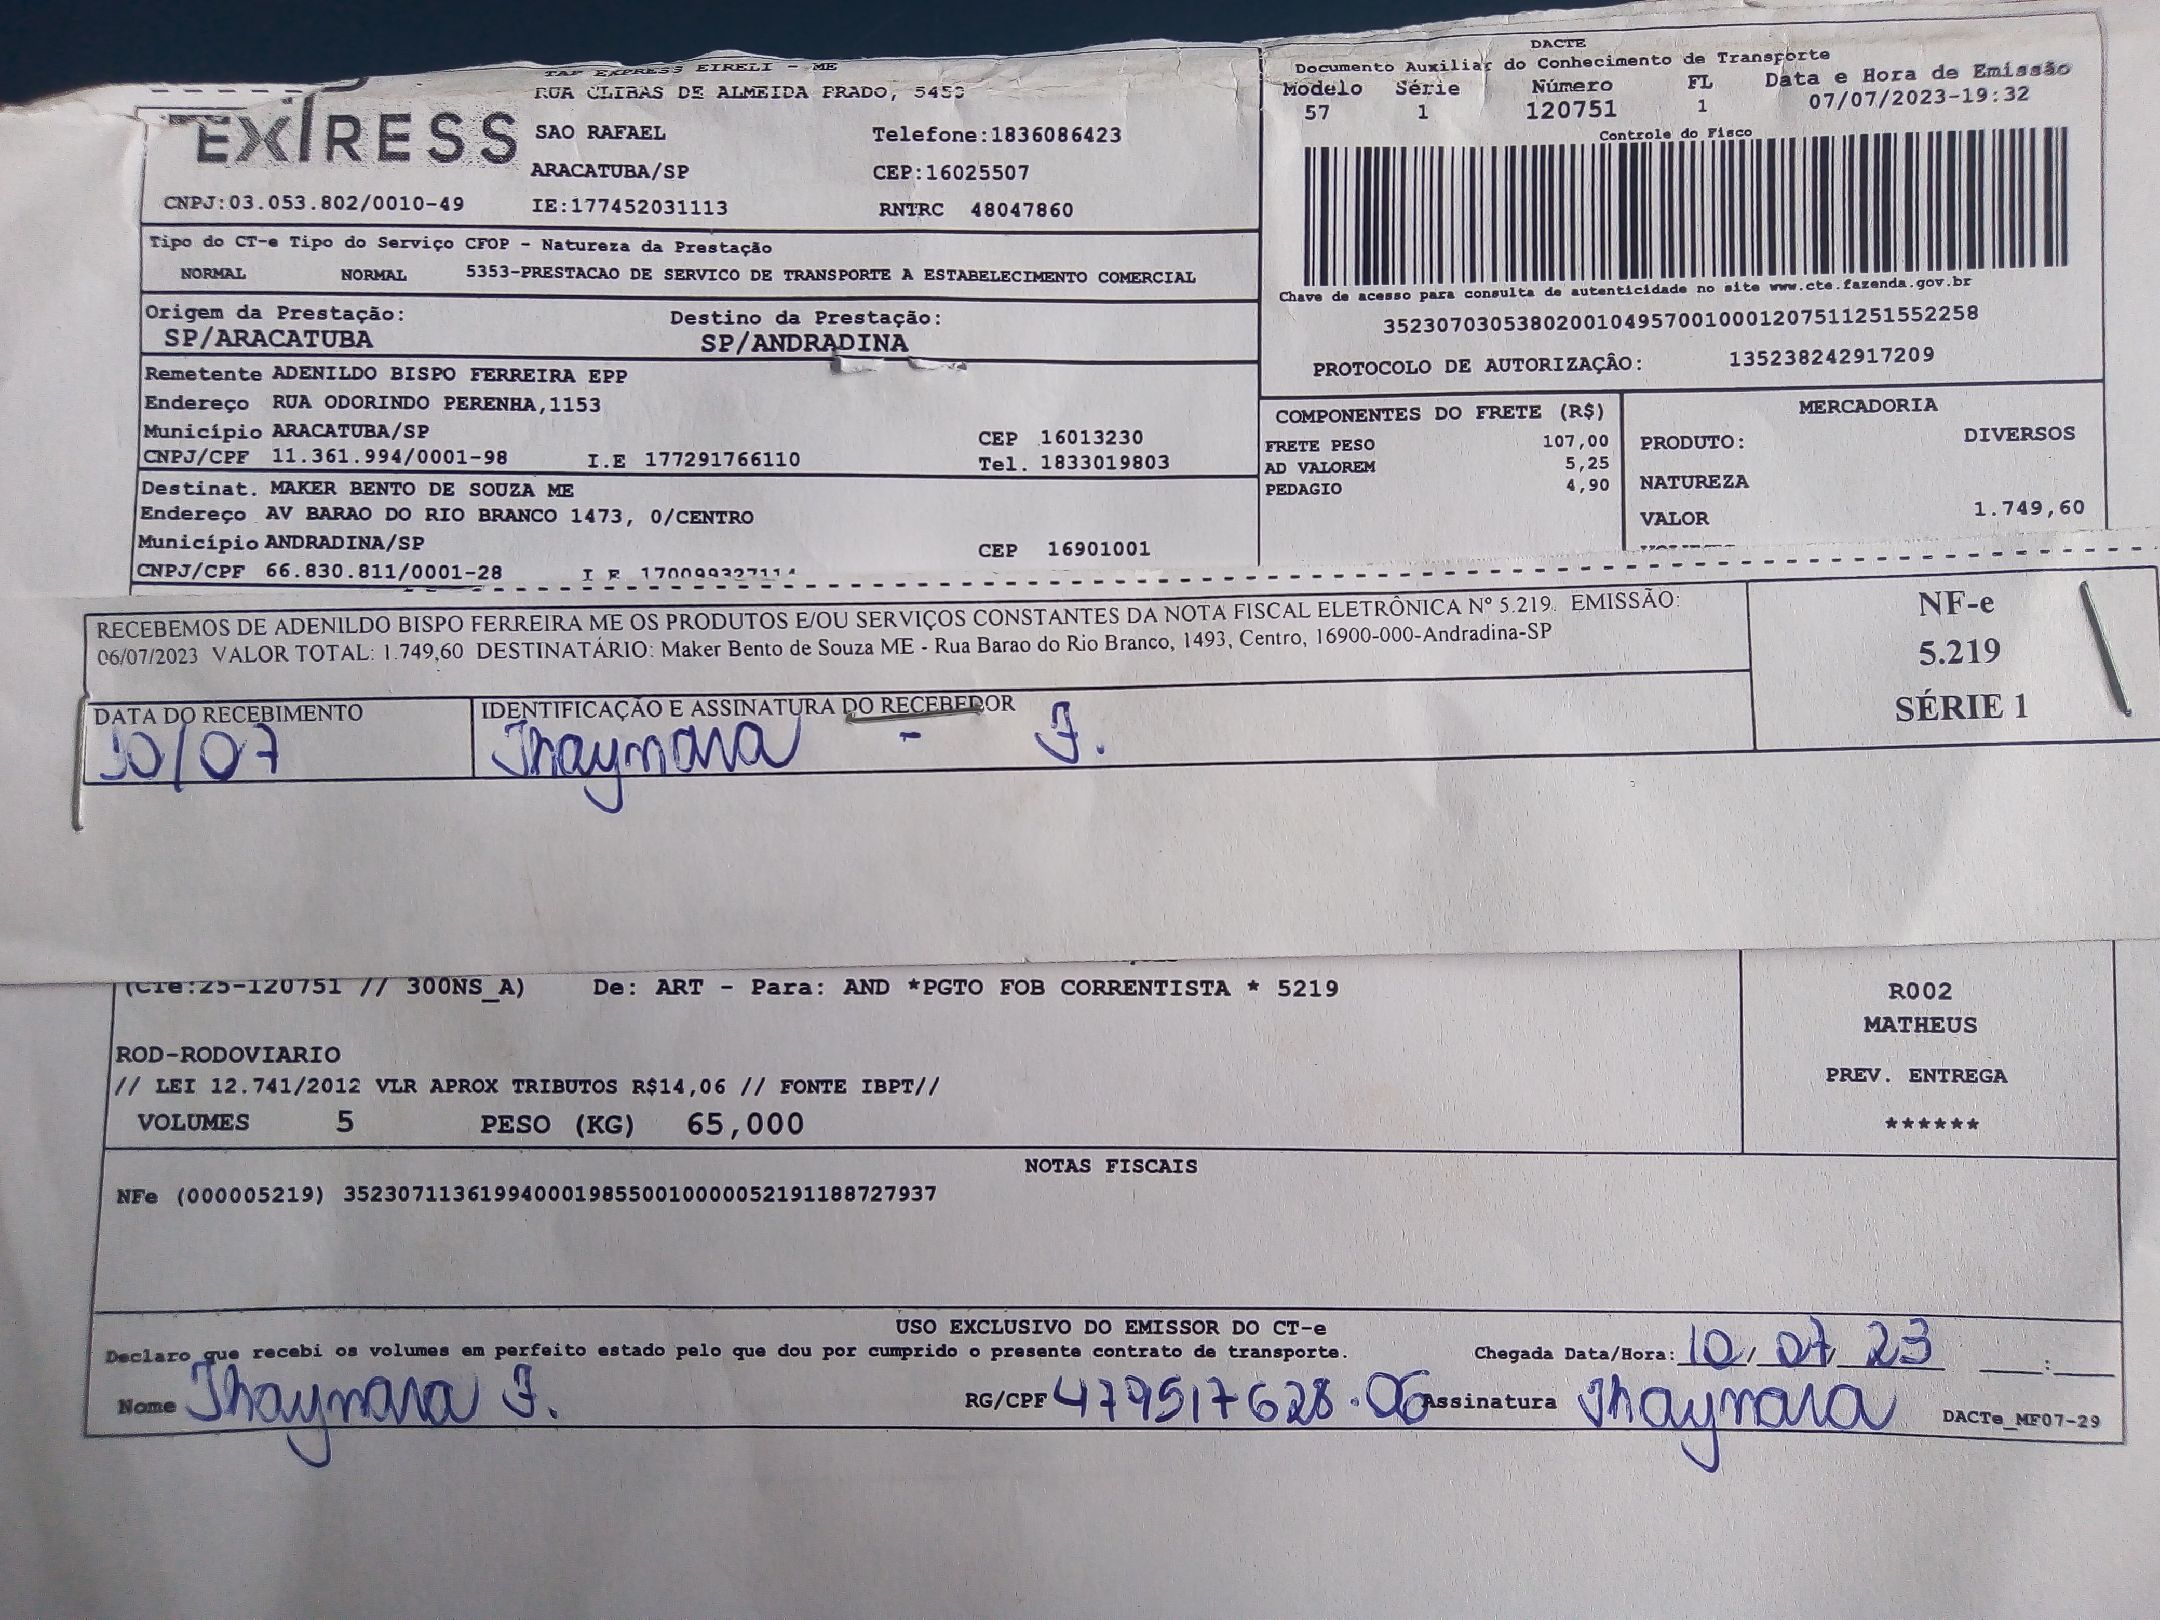 TAF EXPRESS EIRELI - ME
RUA CLIBAS DE ALMEIDA PRADO, 545
EXPRESS
SAO RAFAEL Telefone:1836086423
ARACATUBA/SP CEP:16025507
CNPJ:03.053.802/0010-49 IE:177452031113 RNTRC 48047860
DACTE
Documento Auxiliar do Conhecimento de Transporte
Modelo Série Número FL Data e Hora de Emissão
57 1 120751 1 07/07/2023-19:32
Controle do Fisco
Chave de acesso para consulta de autenticidade no site www.cte.fazenda.gov.br
35230703053802001049570010001207511251552258
PROTOCOLO DE AUTORIZAÇÂO: 135238242917209
Tipo do CT-e Tipo do Serviço CFOP - Natureza da Prestação
NORMAL NORMAL 5353-PRESTACAO DE SERVICO DE TRANSPORTE A ESTABELECIMENTO COMERCIAL
Origem da Prestação: Destino da Prestação:
SP/ARACATUBA SP/ANDRADINA
Remetente ADENILDO BISPO FERREIRA EPP
Endereço RUA ODORINDO PERENHA,1153
Município ARACATUBA/SP CEP 16013230
CNPJ/CPF 11.361.994/0001-98 I.E 177291766110 Tel. 1833019803
Destinat. MAKER BENTO DE SOUZA ME
Endereço AV BARAO DO RIO BRANCO 1473, 0/CENTRO
Município ANDRADINA/SP CEP 16901001
CNPJ/CPF 66.830.811/0001-28 I E 170099327114
COMPONENTES DO FRETE (R$)
FRETE PESO 107,00
AD VALOREM 5,25
PEDAGIO 4,90
MERCADORIA
PRODUTO: DIVERSOS
NATUREZA
VALOR 1.749,60
RECEBEMOS DE ADENILDO BISPO FERREIRA ME OS PRODUTOS E/OU SERVIÇOS CONSTANTES DA NOTA FISCAL ELETRÔNICA Nº 5.219. EMISSÃO:
06/07/2023 VALOR TOTAL: 1.749,60 DESTINATÁRIO: Maker Bento de Souza ME - Rua Barao do Rio Branco, 1493, Centro, 16900-000-Andradina-SP
NF-e
5.219
SÉRIE 1
DATA DO RECEBIMENTO IDENTIFICAÇÃO E ASSINATURA DO RECEBEDOR
10/07 Thaynara - F.
(CTe:25-120751 // 300NS_A) De: ART - Para: AND *PGTO FOB CORRENTISTA * 5219
ROD-RODOVIARIO
// LEI 12.741/2012 VLR APROX TRIBUTOS R$14,06 // FONTE IBPT//
VOLUMES 5 PESO (KG) 65,000
R002
MATHEUS
PREV. ENTREGA
******
NOTAS FISCAIS
NFe (000005219) 35230711361994000198550010000052191188727937
USO EXCLUSIVO DO EMISSOR DO CT-e
Declaro que recebi os volumes em perfeito estado pelo que dou por cumprido o presente contrato de transporte. Chegada Data/Hora: 10/07/23 __:__
Nome Thaynara F. RG/CPF 479517628.06 Assinatura Thaynara DACTe_MF07-29